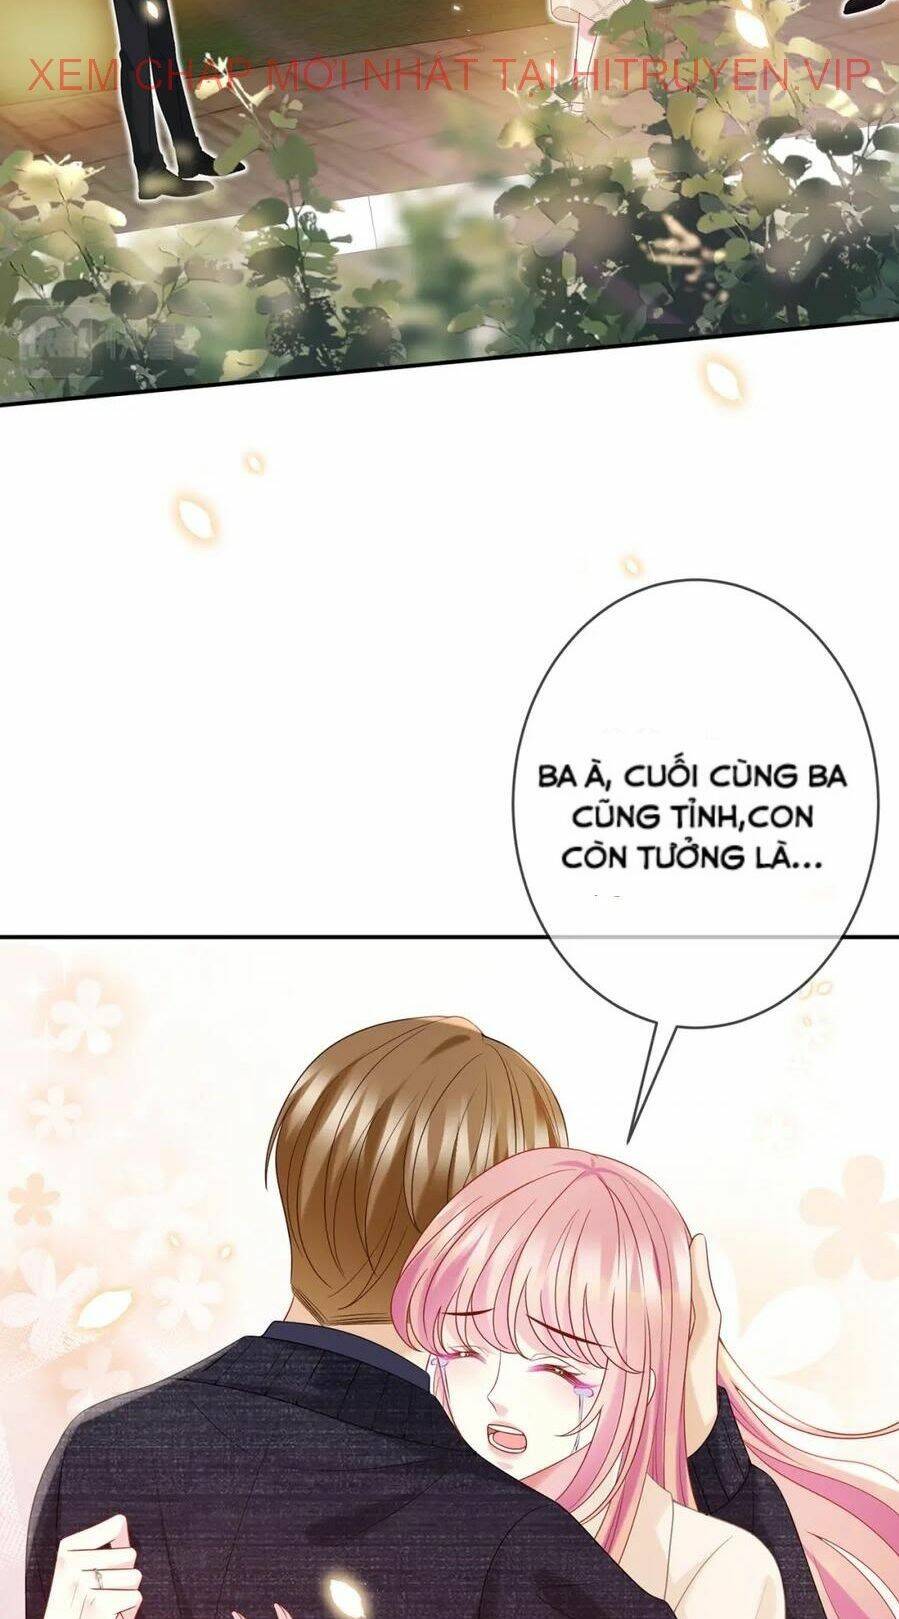 XEM CHAP MỚI NHẤT TẠI HITRUYEN.VIP
BA À, CUỐI CÙNG BA
CŨNG TỈNH,CON
CÒN TƯỞNG LÀ...